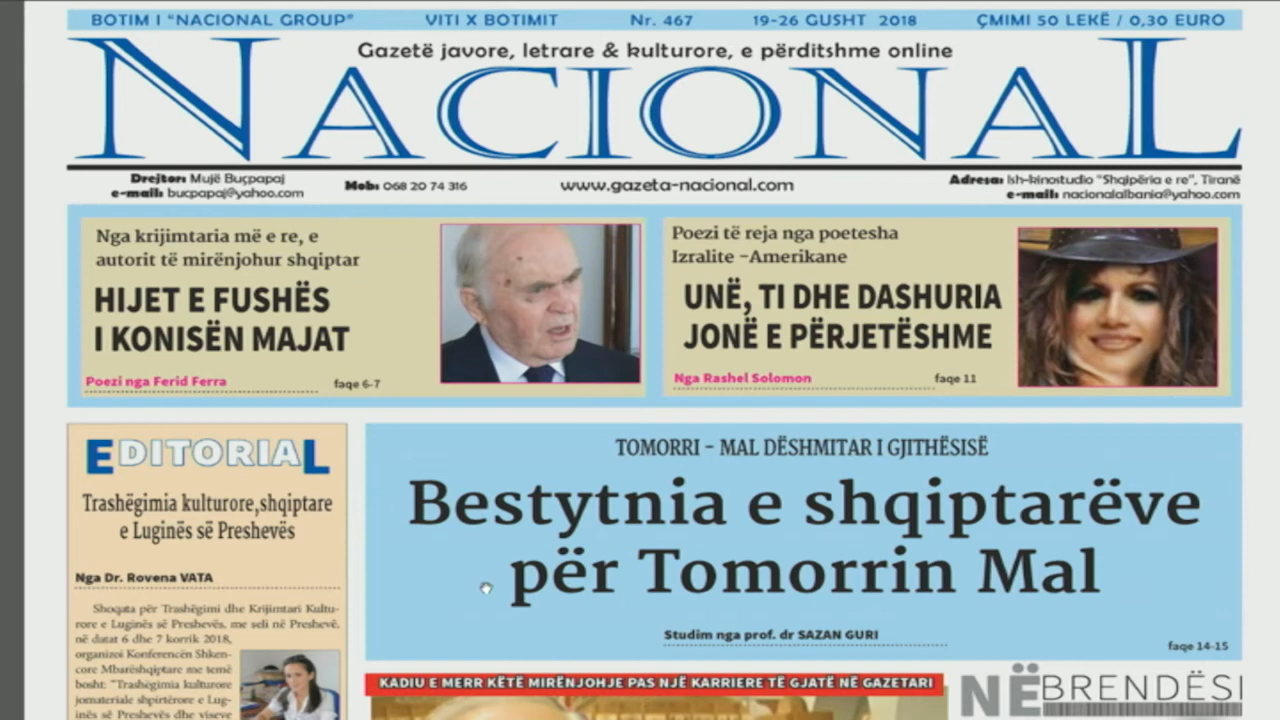 BOTIM I "NACIONAL GROUP" VITI X BOTIMIT Nr. 467 19-26 GUSHT 2018 ÇMIMI 50 LEKË / 0,30 EURO
Gazetë javore, letrare & kulturore, e përditshme online
NACIONAL
Drejtor: Mujë Buçpapaj
e-mail: bucpapaj@yahoo.com
Mob: 068 20 74 316
www.gazeta-nacional.com
Adresa: Ish-kinostudio "Shqipëria e re", Tiranë
e-mail: nacionalalbania@yahoo.com
Nga krijimtaria më e re, e
autorit të mirënjohur shqiptar
HIJET E FUSHËS
I KONISËN MAJAT
Poezi nga Ferid Ferra faqe 6-7
Poezi të reja nga poetesha
Izralite -Amerikane
UNË, TI DHE DASHURIA
JONË E PËRJETËSHME
Nga Rashel Solomon faqe 11
EDITORIAL
Trashëgimia kulturore,shqiptare
e Luginës së Preshevës
Nga Dr. Rovena VATA
Shoqata për Trashëgimi dhe Krijimtari Kultu-
rore e Luginës së Preshevës, me seli në Preshevë,
në datat 6 dhe 7 korrik 2018,
organizoi Konferencën Shken-
core Mbarëshqiptare me temë
bosht: "Trashëgimia kulturore
jomateriale shpirtërore e Lug-
inës së Preshevës dhe viseve
TOMORRI – MAL DËSHMITAR I GJITHËSISË
Bestytnia e shqiptarëve
për Tomorrin Mal
Studim nga prof. dr SAZAN GURI
faqe 14-15
KADIU E MERR KËTË MIRËNJOHJE PAS NJË KARRIERE TË GJATË NË GAZETARI
NË BRENDËSI